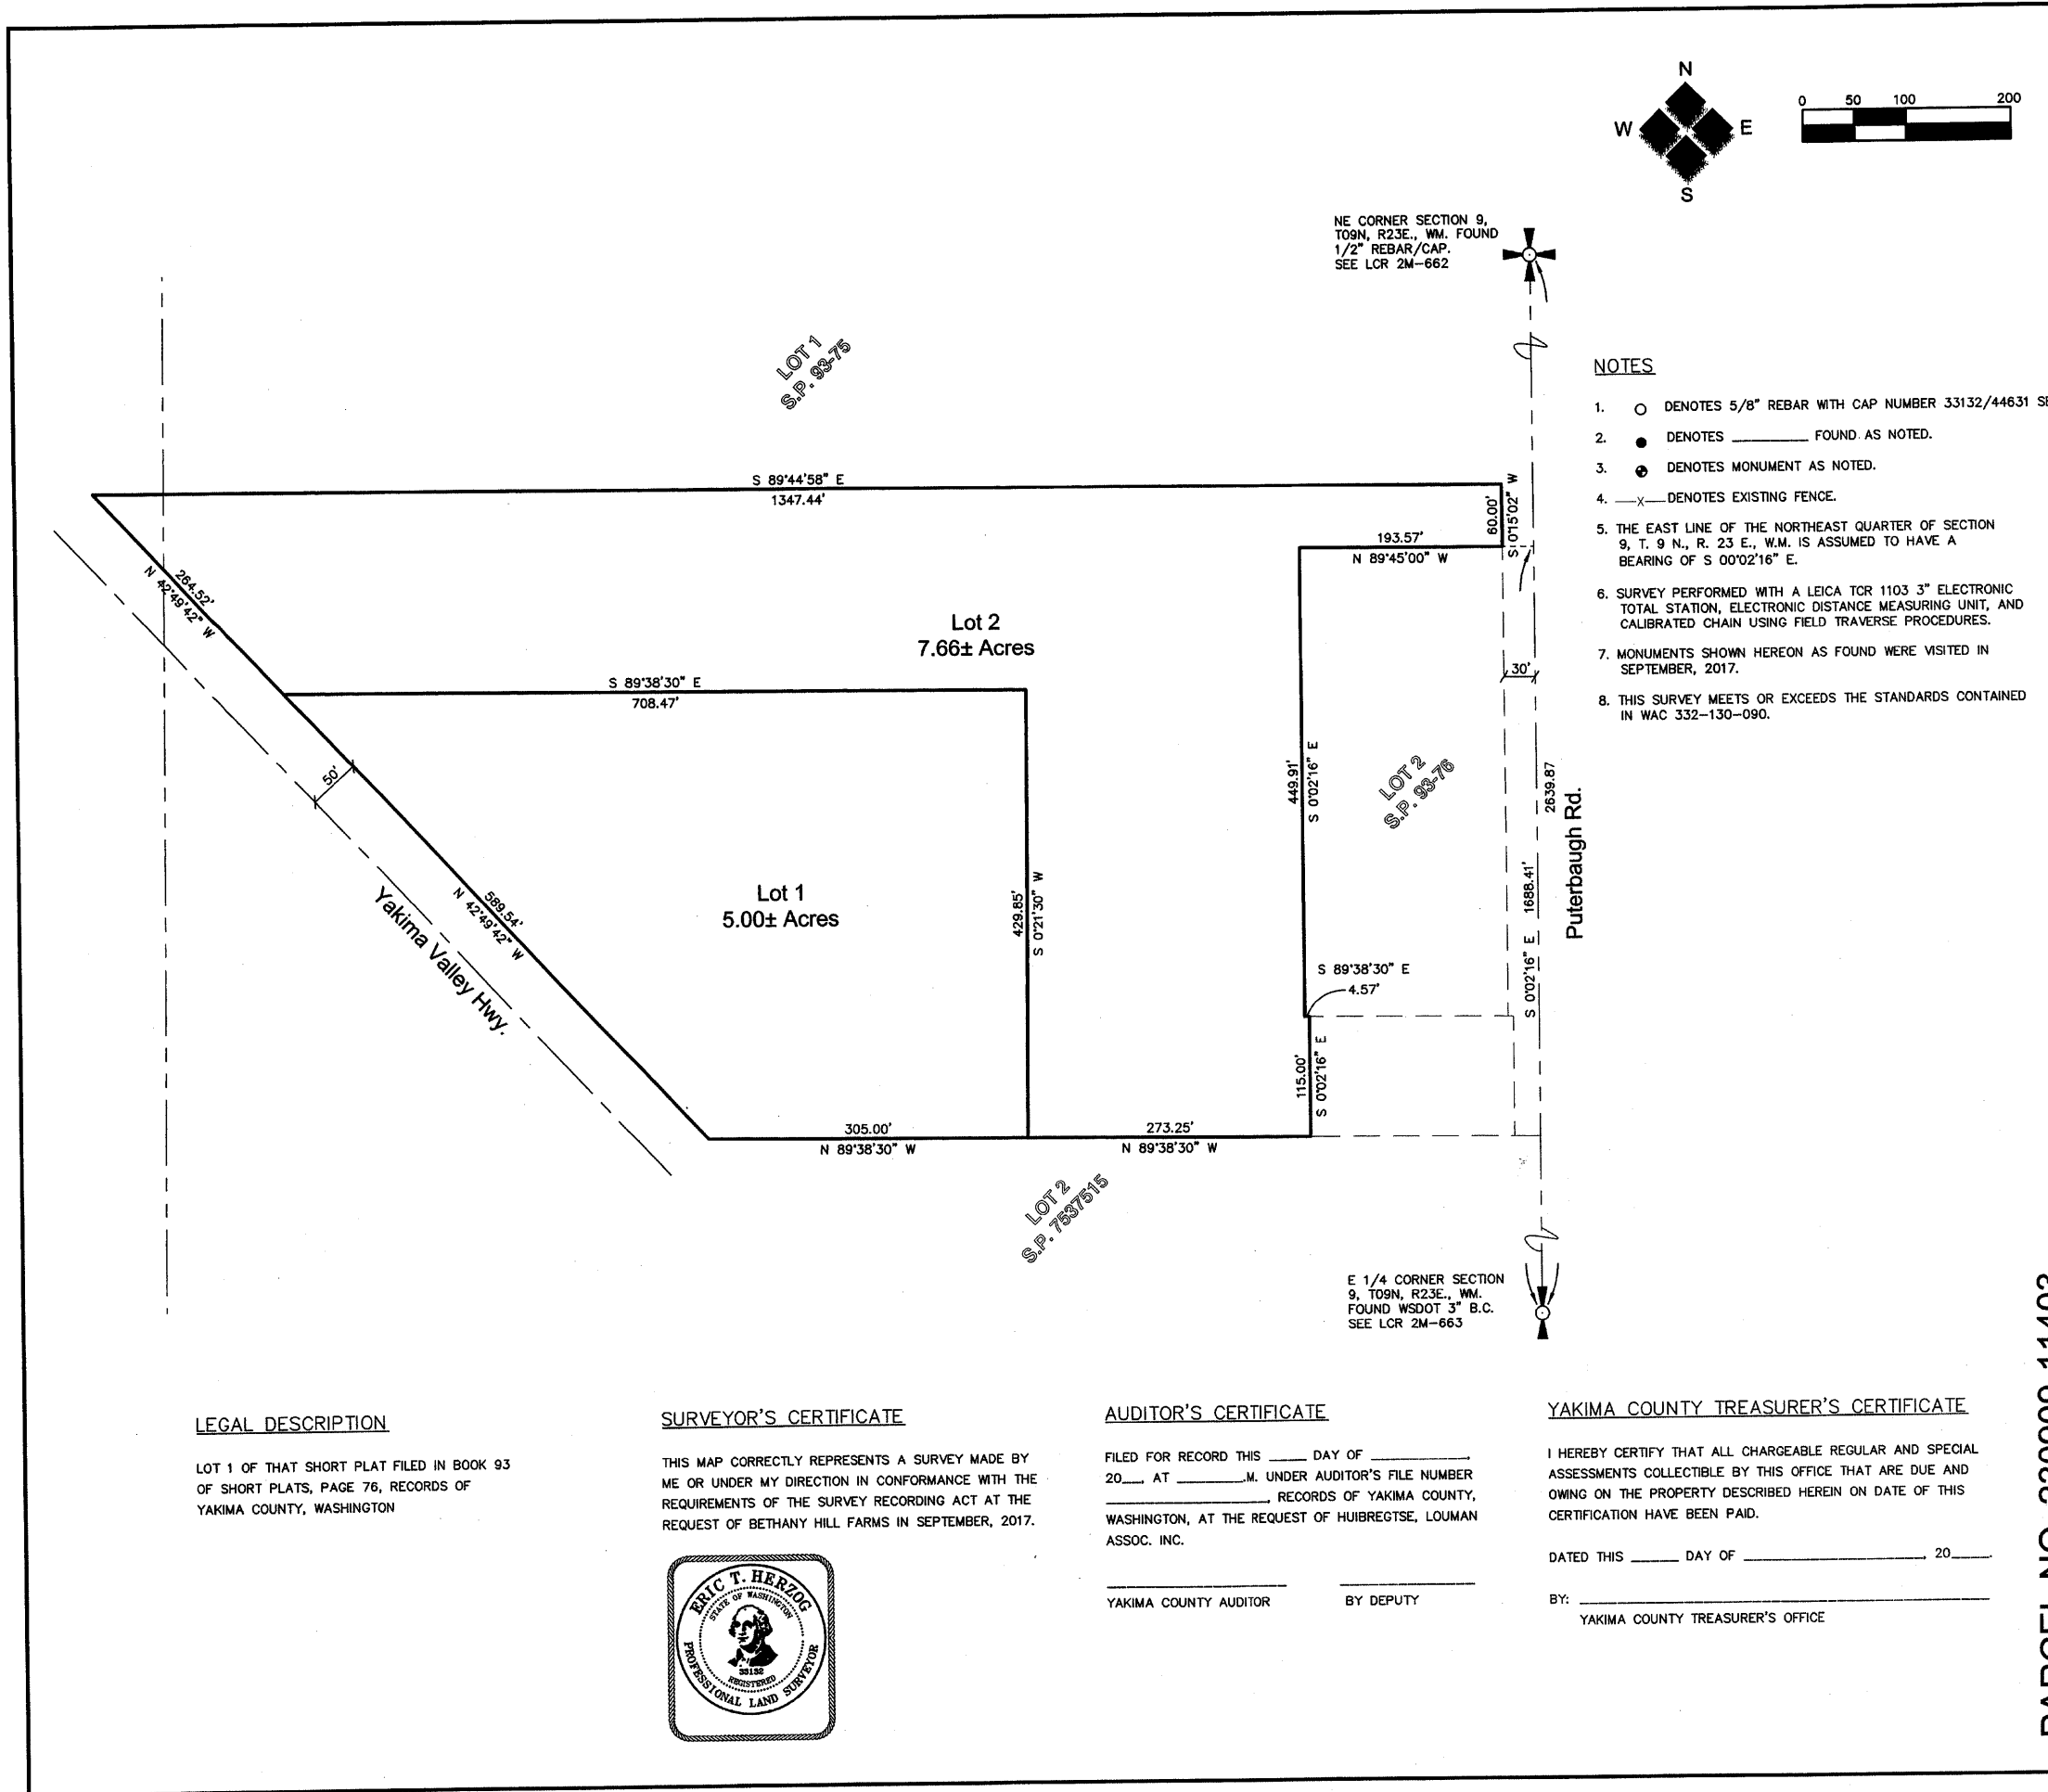 N
W E
S
0 50 100 200
NE CORNER SECTION 9,
T09N, R23E., WM. FOUND
1/2" REBAR/CAP.
SEE LCR 2M-662
LOT 1
S.P. 93-75
NOTES
1. DENOTES 5/8" REBAR WITH CAP NUMBER 33132/44631
2. DENOTES __________ FOUND AS NOTED.
3. DENOTES MONUMENT AS NOTED.
4. —x— DENOTES EXISTING FENCE.
5. THE EAST LINE OF THE NORTHEAST QUARTER OF SECTION
9, T. 9 N., R. 23 E., W.M. IS ASSUMED TO HAVE A
BEARING OF S 00°02'16" E.
6. SURVEY PERFORMED WITH A LEICA TCR 1103 3" ELECTRONIC
TOTAL STATION, ELECTRONIC DISTANCE MEASURING UNIT, AND
CALIBRATED CHAIN USING FIELD TRAVERSE PROCEDURES.
7. MONUMENTS SHOWN HEREON AS FOUND WERE VISITED IN
SEPTEMBER, 2017.
8. THIS SURVEY MEETS OR EXCEEDS THE STANDARDS CONTAINED
IN WAC 332-130-090.
S 89°44'58" E
1347.44'
60.00'
S 0°15'02" W
193.57'
N 89°45'00" W
264.52'
N 42°49'42" W
Lot 2
7.66± Acres
30'
S 89°38'30" E
708.47'
50'
449.91'
S 0°02'16" E
LOT 2
S.P. 93-76
2639.87
Puterbaugh Rd.
S 0°02'16" E 1688.41'
589.54'
N 42°49'42" W
Yakima Valley Hwy.
Lot 1
5.00± Acres
429.85'
S 0°21'30" W
S 89°38'30" E
4.57'
115.00'
S 0°02'16" E
305.00'
N 89°38'30" W
273.25'
N 89°38'30" W
LOT 2
S.P. 7537515
E 1/4 CORNER SECTION
9, T09N, R23E., WM.
FOUND WSDOT 3" B.C.
SEE LCR 2M-663
LEGAL DESCRIPTION
LOT 1 OF THAT SHORT PLAT FILED IN BOOK 93
OF SHORT PLATS, PAGE 76, RECORDS OF
YAKIMA COUNTY, WASHINGTON
SURVEYOR'S CERTIFICATE
THIS MAP CORRECTLY REPRESENTS A SURVEY MADE BY
ME OR UNDER MY DIRECTION IN CONFORMANCE WITH THE
REQUIREMENTS OF THE SURVEY RECORDING ACT AT THE
REQUEST OF BETHANY HILL FARMS IN SEPTEMBER, 2017.
ERIC T. HERZOG
STATE OF WASHINGTON
33132
REGISTERED
PROFESSIONAL LAND SURVEYOR
AUDITOR'S CERTIFICATE
FILED FOR RECORD THIS _____ DAY OF _____________,
20___, AT _________.M. UNDER AUDITOR'S FILE NUMBER
______________________, RECORDS OF YAKIMA COUNTY,
WASHINGTON, AT THE REQUEST OF HUIBREGTSE, LOUMAN
ASSOC. INC.
YAKIMA COUNTY AUDITOR BY DEPUTY
YAKIMA COUNTY TREASURER'S CERTIFICATE
I HEREBY CERTIFY THAT ALL CHARGEABLE REGULAR AND SPECIAL
ASSESSMENTS COLLECTIBLE BY THIS OFFICE THAT ARE DUE AND
OWING ON THE PROPERTY DESCRIBED HEREIN ON DATE OF THIS
CERTIFICATION HAVE BEEN PAID.
DATED THIS ______ DAY OF ________________________, 20_____.
BY: ____________________
YAKIMA COUNTY TREASURER'S OFFICE